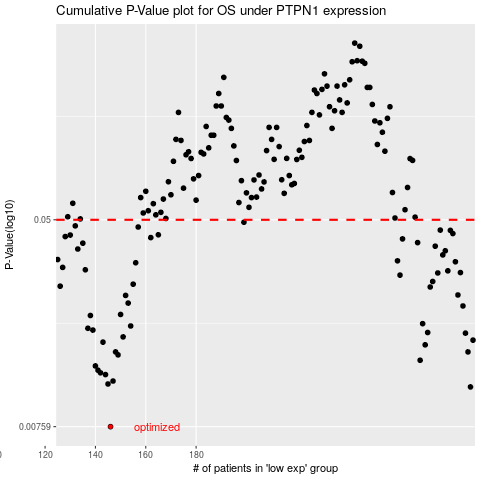 Cumulative P-Value plot for OS under PTPN1 expression
P-Value(log10)
0.05
0.00759
optimized
0 120 140 160 180
# of patients in 'low exp' group